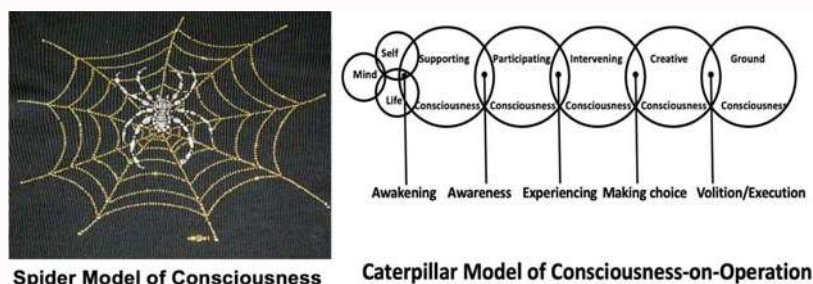 Self
Mind
Life
Supporting Participating Intervening Creative Ground
Consciousness Consciousness Consciousness Consciousness Consciousness
Awakening Awareness Experiencing Making choice Volition/Execution
Spider Model of Consciousness
Caterpillar Model of Consciousness-on-Operation